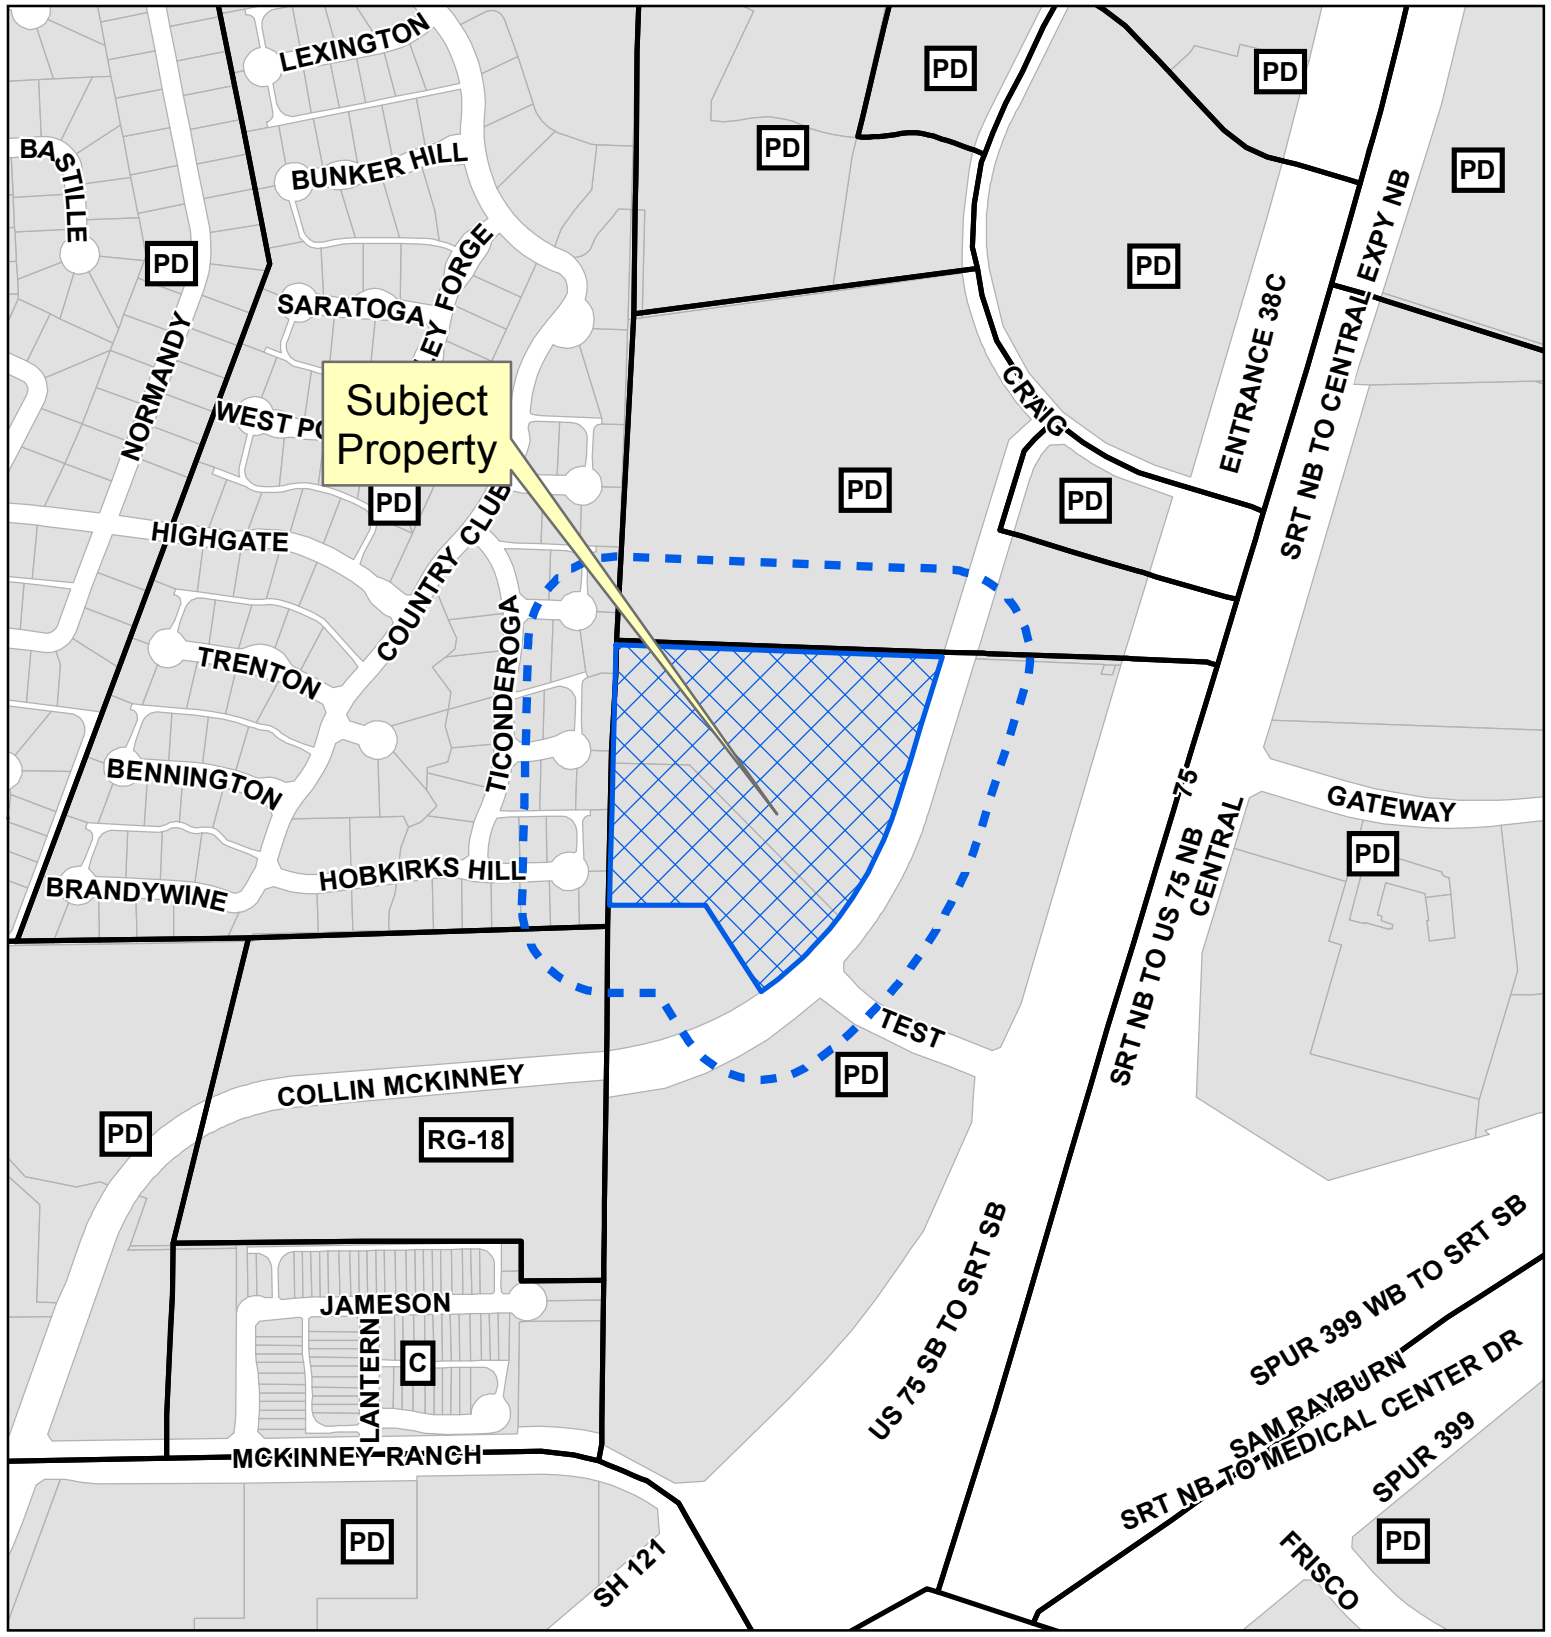 LEXINGTON
PD
PD
PD
BUNKER HILL
BASTILLE
PD
PD
PD
EY FORGE
SRT NB TO CENTRAL EXPY NB
SARATOGA
ENTRANCE 38C
NORMANDY
CRAIG
Subject
Property
WEST PO
PD
PD
PD
HIGHGATE
COUNTRY CLUB
TICONDEROGA
TRENTON
BENNINGTON
75
CENTRAL
GATEWAY
SRT NB TO US 75 NB
PD
HOBKIRKS HILL
BRANDYWINE
TEST
PD
COLLIN MCKINNEY
PD
RG-18
US 75 SB TO SRT SB
SPUR 399 WB TO SRT SB
JAMESON
LANTERN
C
SAM RAYBURN
SRT NB TO MEDICAL CENTER DR
MCKINNEY RANCH
SPUR 399
PD
PD
SH 121
FRISCO